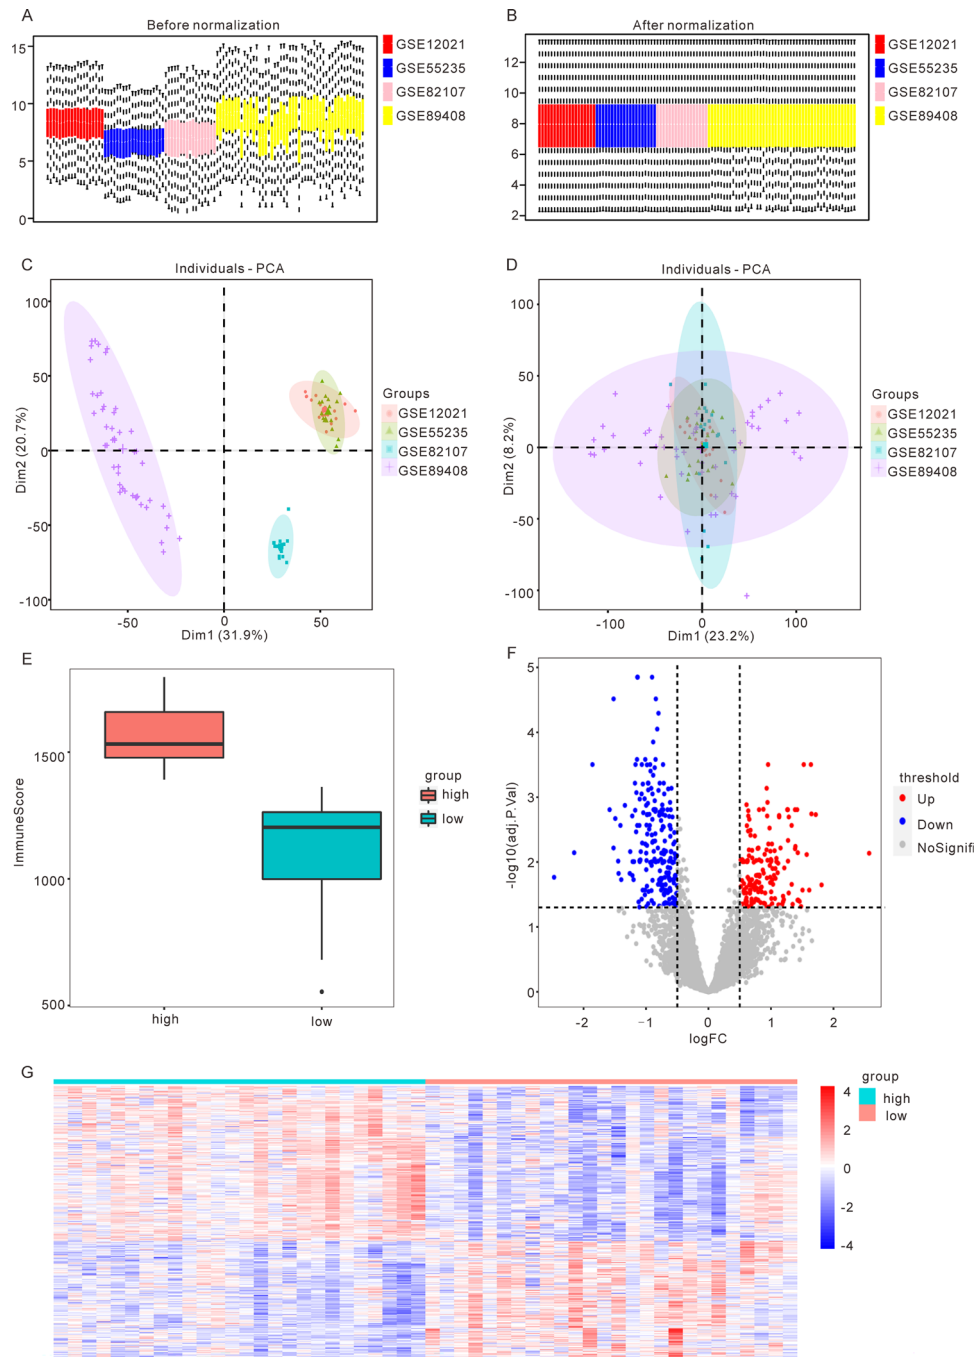 A
Before normalization
15
10
5
0
GSE12021
GSE55235
GSE82107
GSE89408
B
After normalization
12
10
8
6
4
2
GSE12021
GSE55235
GSE82107
GSE89408
C
Individuals - PCA
Dim2 (20.7%)
100
50
0
-50
-100
-50
0
50
Dim1 (31.9%)
Groups
GSE12021
GSE55235
GSE82107
GSE89408
D
Individuals - PCA
Dim2 (8.2%)
100
50
0
-50
-100
-100
0
100
Dim1 (23.2%)
Groups
GSE12021
GSE55235
GSE82107
GSE89408
E
ImmuneScore
1500
1000
500
high
low
group
high
low
F
-log10(adj.P.Val)
5
4
3
2
1
0
-2
-1
0
1
2
logFC
threshold
Up
Down
NoSignifi
G
4
2
0
-2
-4
group
high
low